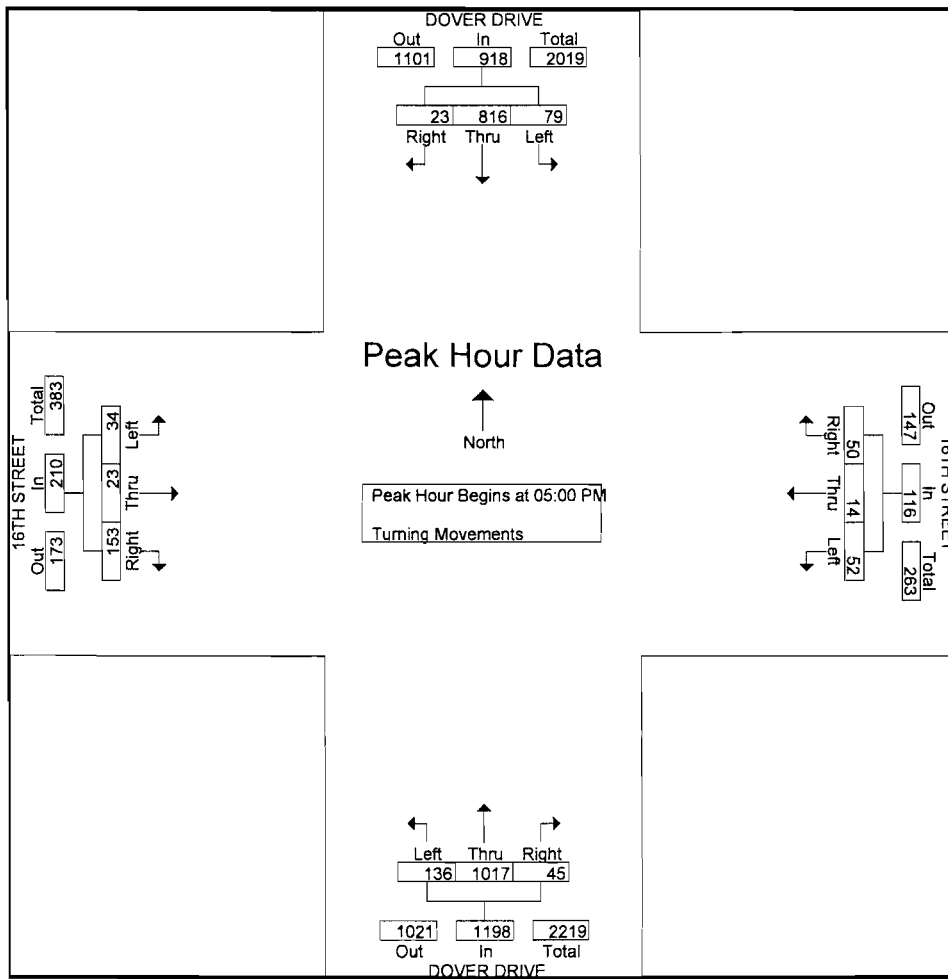 DOVER DRIVE
Out In Total
1101 918 2019
23 816 79
Right Thru Left
Peak Hour Data
North
Peak Hour Begins at 05:00 PM
Turning Movements
16TH STREET
Out In Total
173 210 383
34 23 153
Left Thru Right
16TH STREET
Out In Total
147 116 263
Right Thru Left
50 14 52
Left Thru Right
136 1017 45
1021 1198 2219
Out In Total
DOVER DRIVE